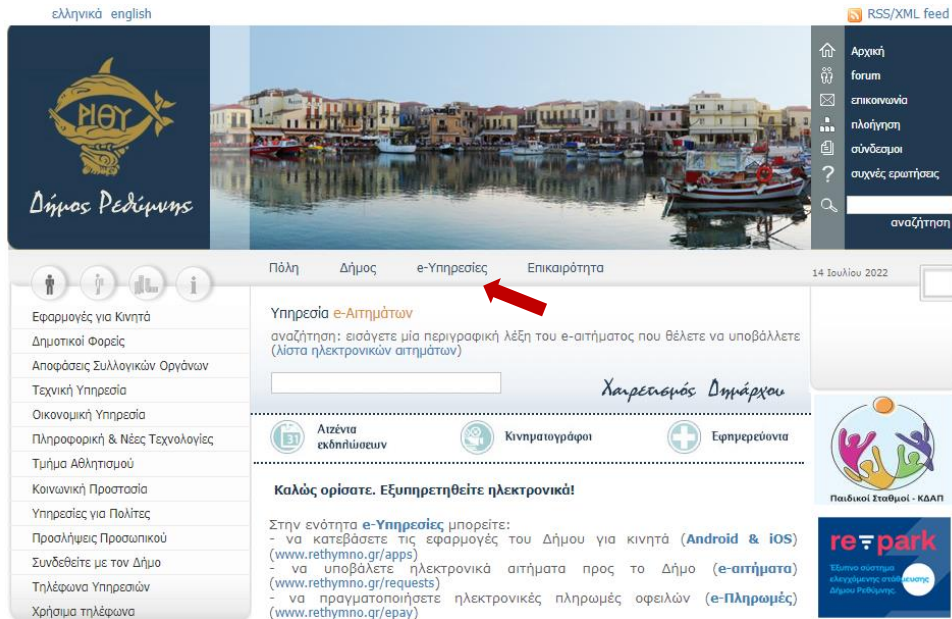 ελληνικά english
RSS/XML feed
ΡΙΘΥ
Δήμος Ρεθύμνης
Αρχική
forum
επικοινωνία
πλοήγηση
σύνδεσμοι
συχνές ερωτήσεις
αναζήτηση
Πόλη Δήμος e-Υπηρεσίες Επικαιρότητα
14 Ιουλίου 2022
Εφαρμογές για Κινητά
Δημοτικοί Φορείς
Αποφάσεις Συλλογικών Οργάνων
Τεχνική Υπηρεσία
Οικονομική Υπηρεσία
Πληροφορική & Νέες Τεχνολογίες
Τμήμα Αθλητισμού
Κοινωνική Προστασία
Υπηρεσίες για Πολίτες
Προσλήψεις Προσωπικού
Συνδεθείτε με τον Δήμο
Τηλέφωνα Υπηρεσιών
Χρήσιμα τηλέφωνα
Υπηρεσία e-Αιτημάτων
αναζήτηση: εισάγετε μία περιγραφική λέξη του e-αιτήματος που θέλετε να υποβάλλετε
(λίστα ηλεκτρονικών αιτημάτων)
Χαιρετισμός Δημάρχου
31
Ατζέντα
εκδηλώσεων
Κινηματογράφοι
Εφημερεύοντα
Καλώς ορίσατε. Εξυπηρετηθείτε ηλεκτρονικά!
Στην ενότητα e-Υπηρεσίες μπορείτε:
- να κατεβάσετε τις εφαρμογές του Δήμου για κινητά (Android & iOS)
(www.rethymno.gr/apps)
- να υποβάλετε ηλεκτρονικά αιτήματα προς το Δήμο (e-αιτήματα)
(www.rethymno.gr/requests)
- να πραγματοποιήσετε ηλεκτρονικές πληρωμές οφειλών (e-Πληρωμές)
(www.rethymno.gr/epay)
Παιδικοί Σταθμοί - ΚΔΑΠ
re park
Έξυπνο σύστημα
ελεγχόμενης στάθμευσης
Δήμου Ρεθύμνης.